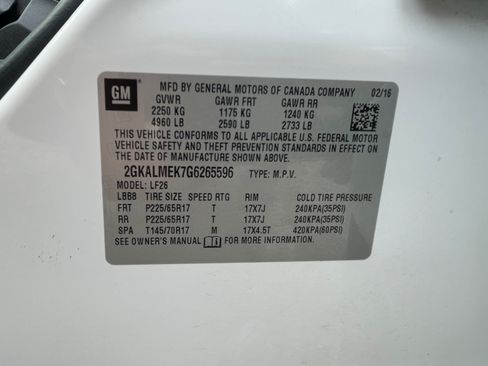 GM
MFD BY GENERAL MOTORS OF CANADA COMPANY 02/16
GVWR GAWR FRT GAWR RR
2250 KG 1175 KG 1240 KG
4960 LB 2590 LB 2733 LB
THIS VEHICLE CONFORMS TO ALL APPLICABLE U.S. FEDERAL MOTOR
VEHICLE SAFETY AND THEFT PREVENTION STANDARDS IN EFFECT ON
THE DATE OF MANUFACTURE SHOWN ABOVE.
2GKALMEK7G6265596 TYPE: M.P.V.
MODEL: LF26
LBB8 TIRE SIZE SPEED RTG RIM COLD TIRE PRESSURE
FRT P225/65R17 T 17X7J 240KPA(35PSI)
RR P225/65R17 T 17X7J 240KPA(35PSI)
SPA T145/70R17 M 17X4.5T 420KPA(60PSI)
SEE OWNER'S MANUAL FOR MORE INFORMATION.